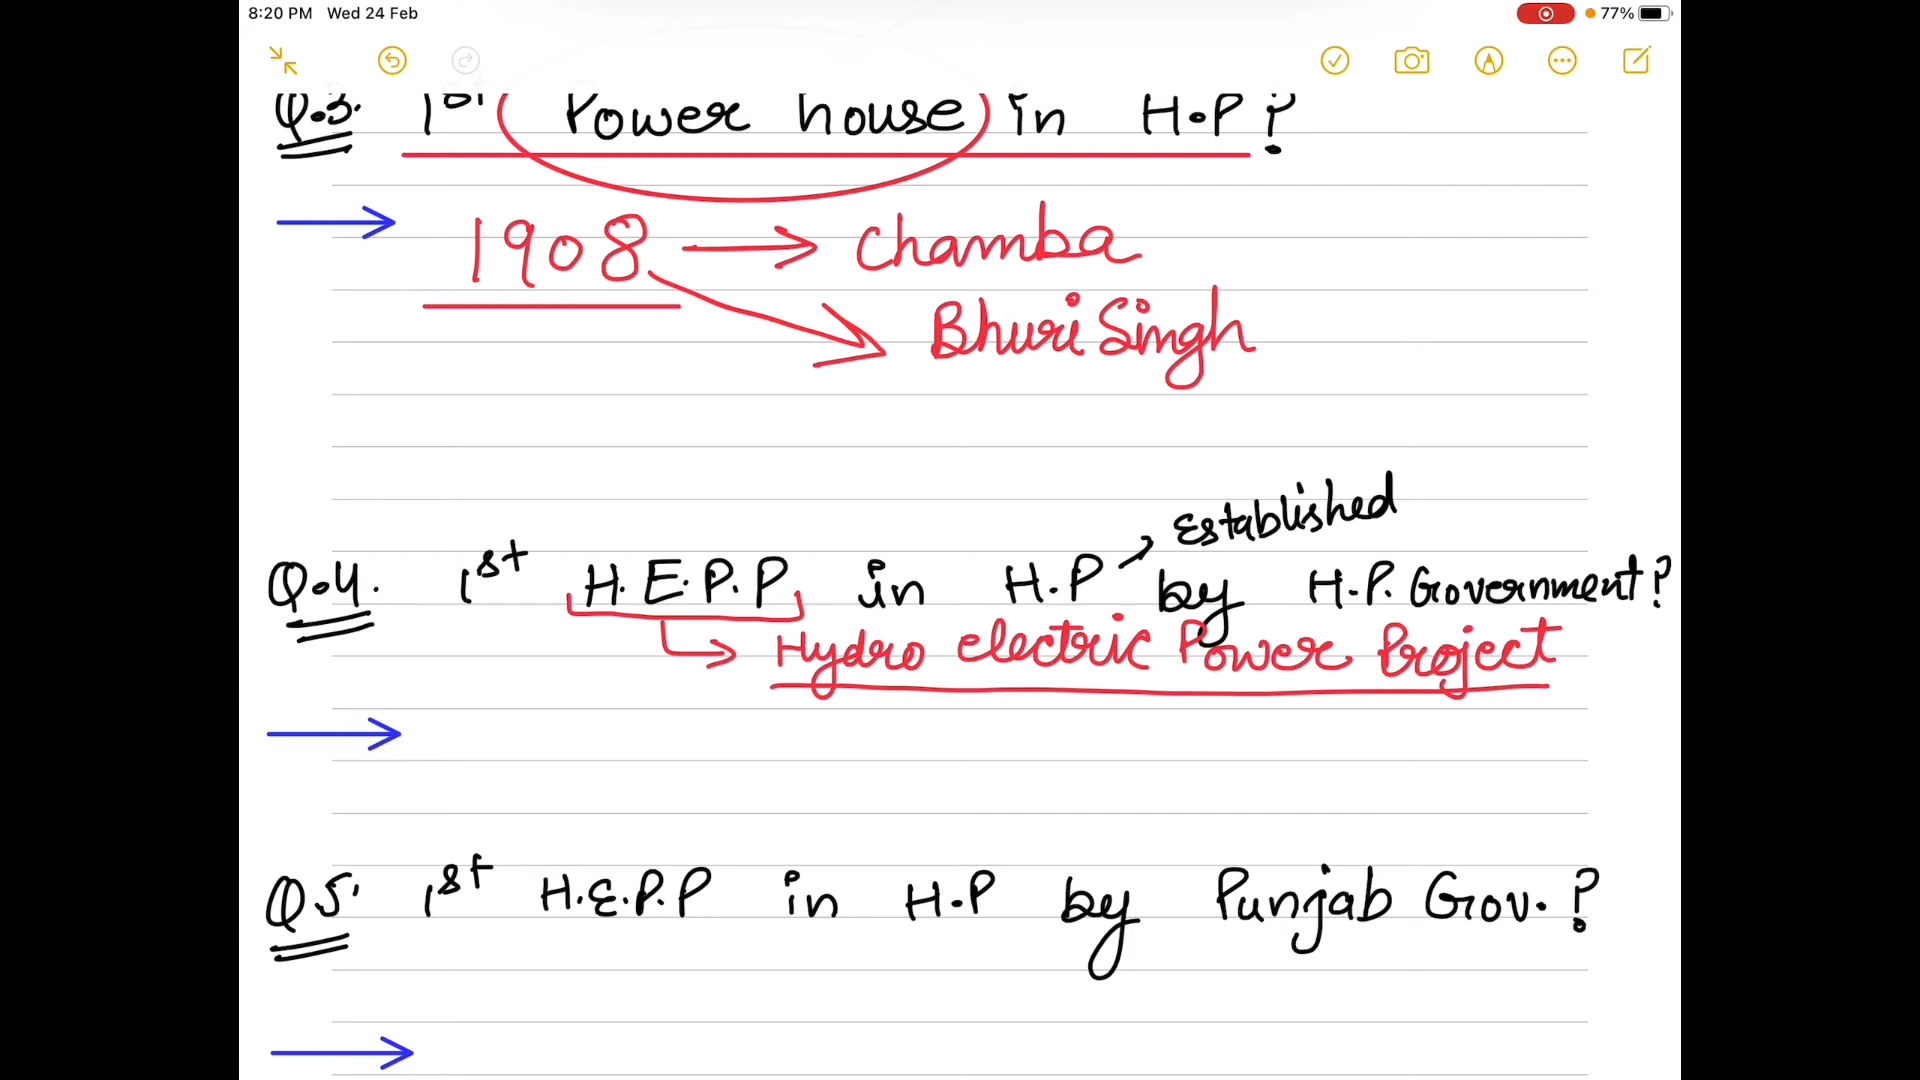 8:20 PM Wed 24 Feb
77%
Q.3. 1st Power house in H.P?
1908 → Chamba
Bhuri Singh
Established
Q.4. 1st H.E.P.P in H.P by H.P. Government?
Hydro electric Power Project
Q5. 1st H.E.P.P in H.P by Punjab Gov.?